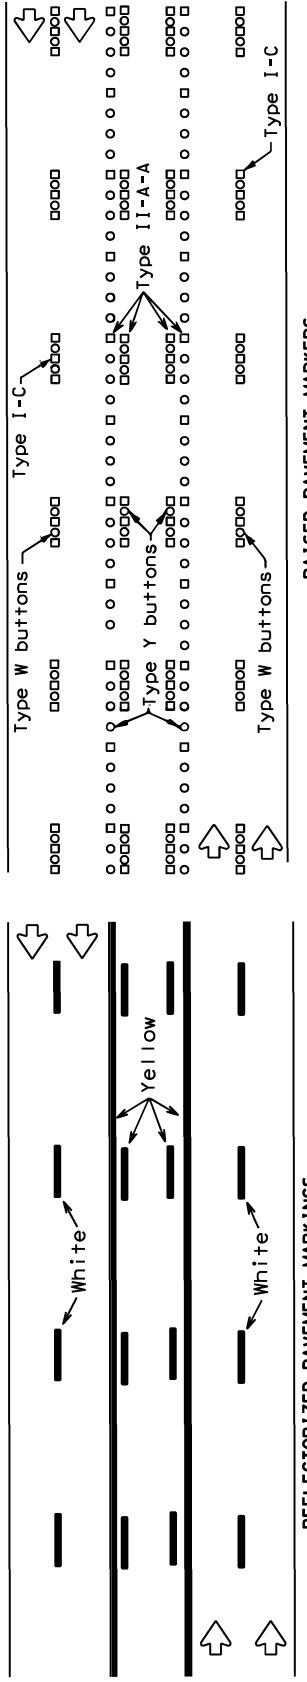 White
Yellow
White
REFLECTORIZED PAVEMENT MARKINGS
Type W buttons
Type I-C
Type Y buttons
Type II-A-A
Type W buttons
Type I-C
RAISED PAVEMENT MARKERS